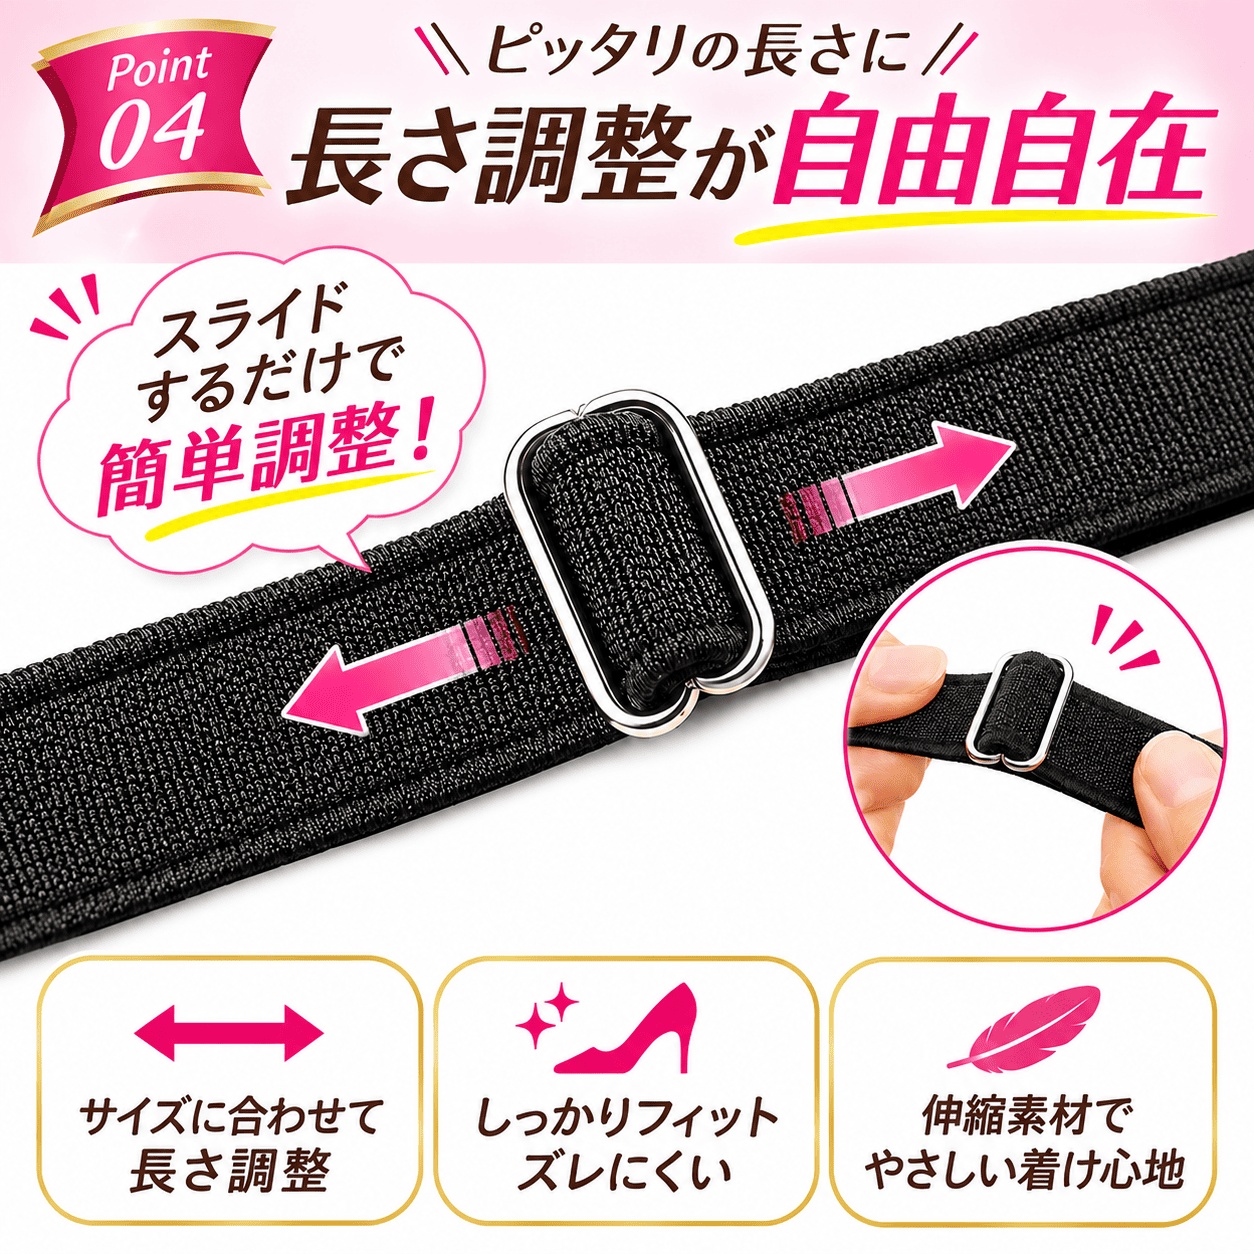 Point
04
ピッタリの長さに
長さ調整が自由自在
スライド
するだけで
簡単調整！
サイズに合わせて
長さ調整
しっかりフィット
ズレにくい
伸縮素材で
やさしい着け心地